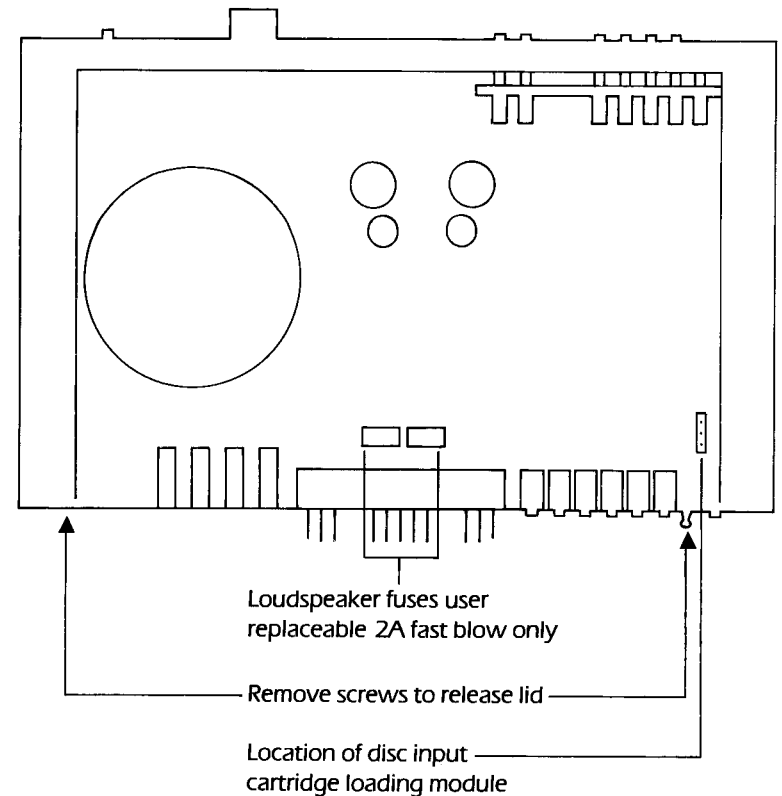 Loudspeaker fuses user
replaceable 2A fast blow only
Remove screws to release lid
Location of disc input
cartridge loading module